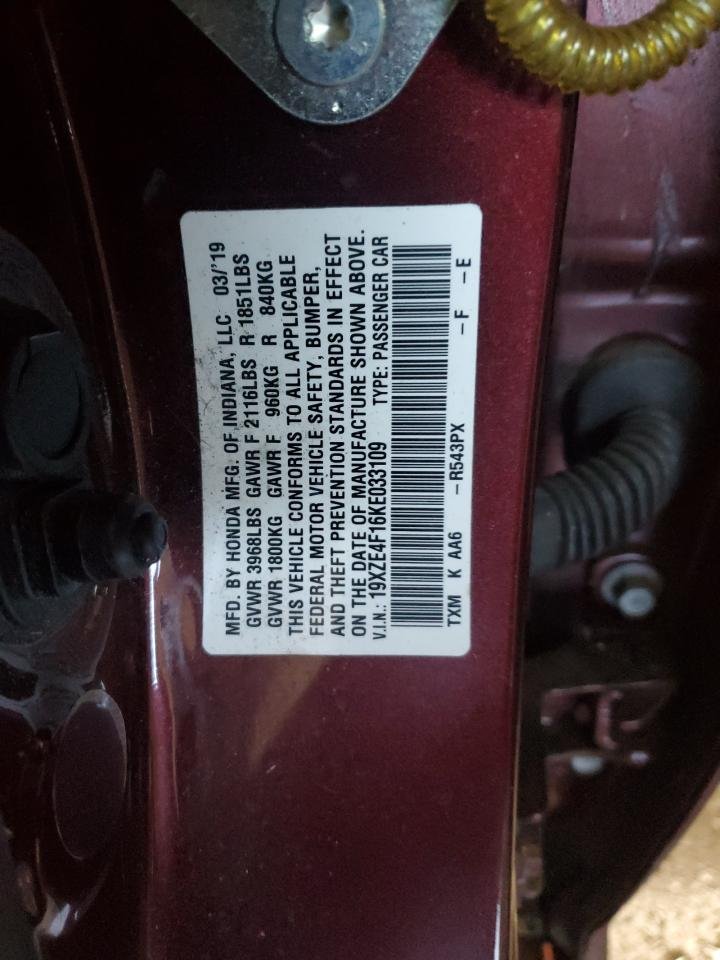 MFD. BY HONDA MFG. OF INDIANA, LLC 03/'19
GVWR 3968LBS GAWR F 2116LBS R 1851LBS
GVWR 1800KG GAWR F 960KG R 840KG
THIS VEHICLE CONFORMS TO ALL APPLICABLE
FEDERAL MOTOR VEHICLE SAFETY, BUMPER,
AND THEFT PREVENTION STANDARDS IN EFFECT
ON THE DATE OF MANUFACTURE SHOWN ABOVE.
V.I.N.: 19XZE4F16KE033109 TYPE: PASSENGER CAR
TXM K AA6 – R543PX – F – E